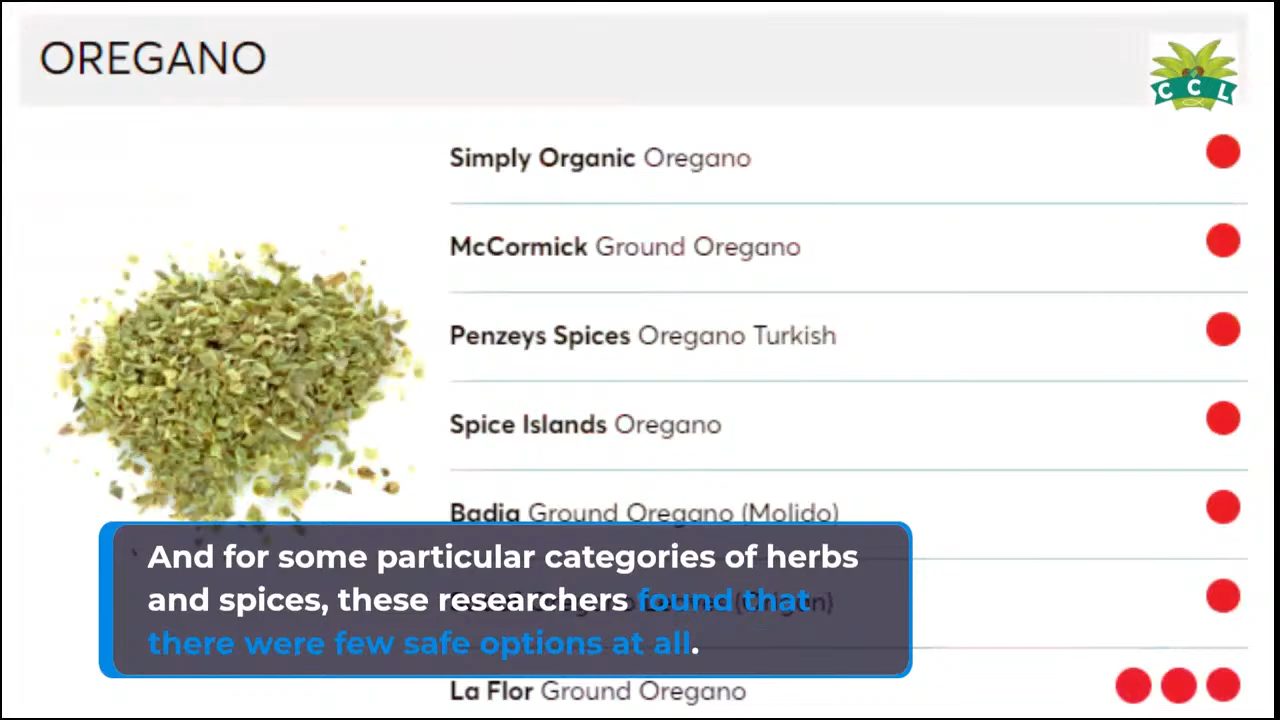 OREGANO
C C L
Simply Organic Oregano
McCormick Ground Oregano
Penzeys Spices Oregano Turkish
Spice Islands Oregano
Badia Ground Oregano (Molido)
And for some particular categories of herbs
and spices, these researchers found that
there were few safe options at all.
La Flor Ground Oregano